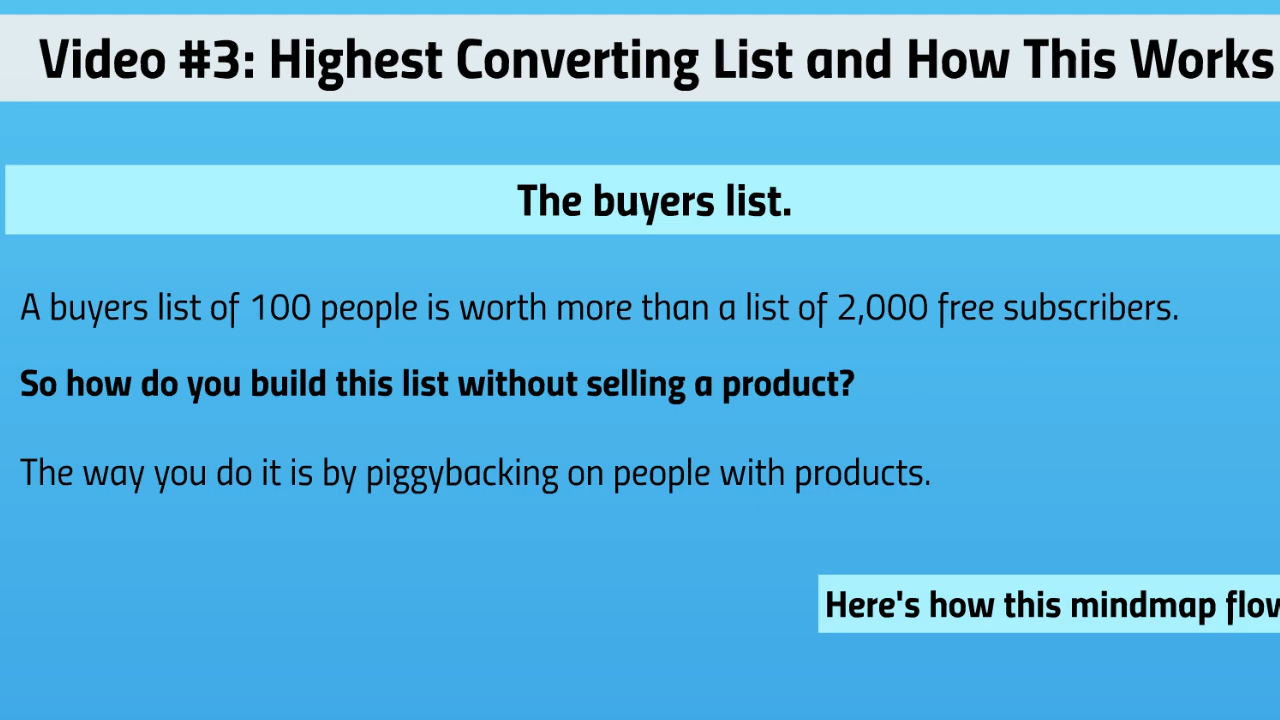 Video #3: Highest Converting List and How This Works
The buyers list.
A buyers list of 100 people is worth more than a list of 2,000 free subscribers.
So how do you build this list without selling a product?
The way you do it is by piggybacking on people with products.
Here's how this mindmap flow